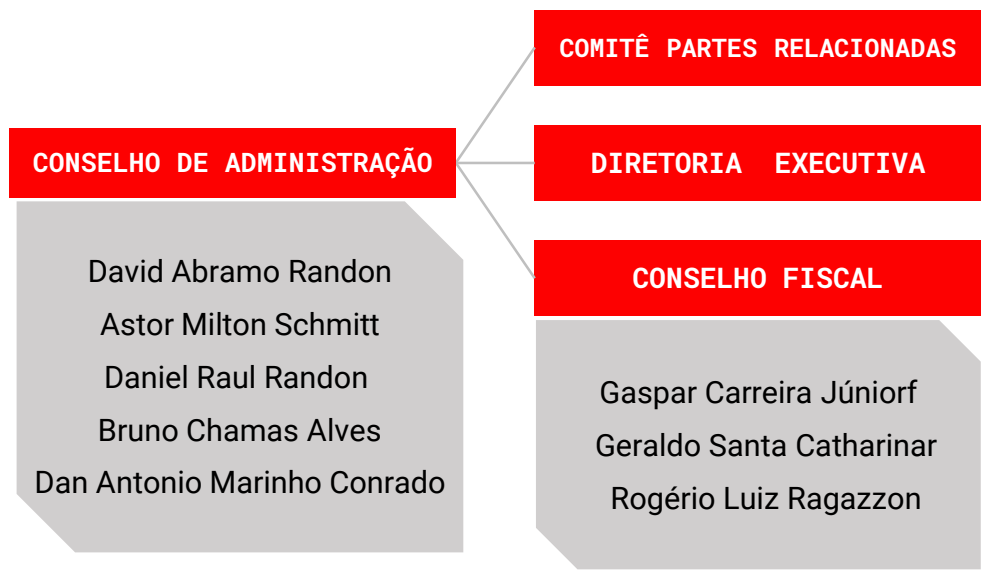 COMITÊ PARTES RELACIONADAS
CONSELHO DE ADMINISTRAÇÃO
DIRETORIA EXECUTIVA
CONSELHO FISCAL
David Abramo Randon
Astor Milton Schmitt
Daniel Raul Randon
Bruno Chamas Alves
Dan Antonio Marinho Conrado
Gaspar Carreira Júniorf
Geraldo Santa Catharinar
Rogério Luiz Ragazzon